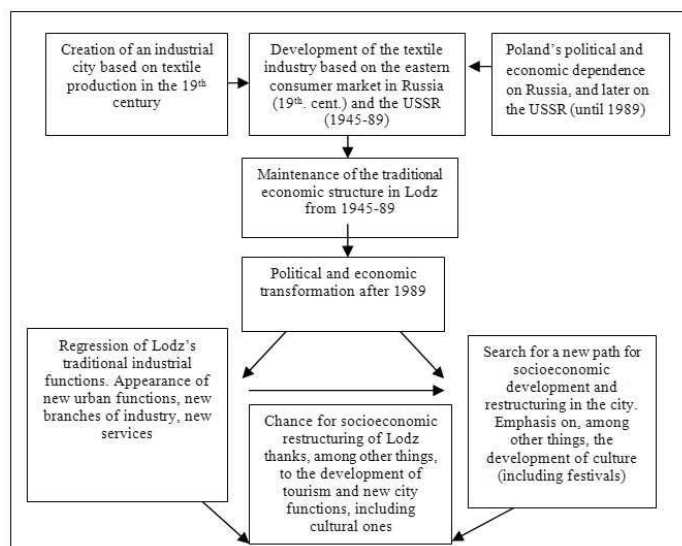 Creation of an industrial
city based on textile
production in the 19th
century
Development of the textile
industry based on the eastern
consumer market in Russia
(19th. cent.) and the USSR
(1945-89)
Poland's political and
economic dependence
on Russia, and later on
the USSR (until 1989)
Maintenance of the traditional
economic structure in Lodz
from 1945-89
Political and economic
transformation after 1989
Regression of Lodz's
traditional industrial
functions. Appearance of
new urban functions, new
branches of industry, new
services
Search for a new path for
socioeconomic
development and
restructuring in the city.
Emphasis on, among
other things, the
development of culture
(including festivals)
Chance for socioeconomic
restructuring of Lodz
thanks, among other things,
to the development of
tourism and new city
functions, including
cultural ones